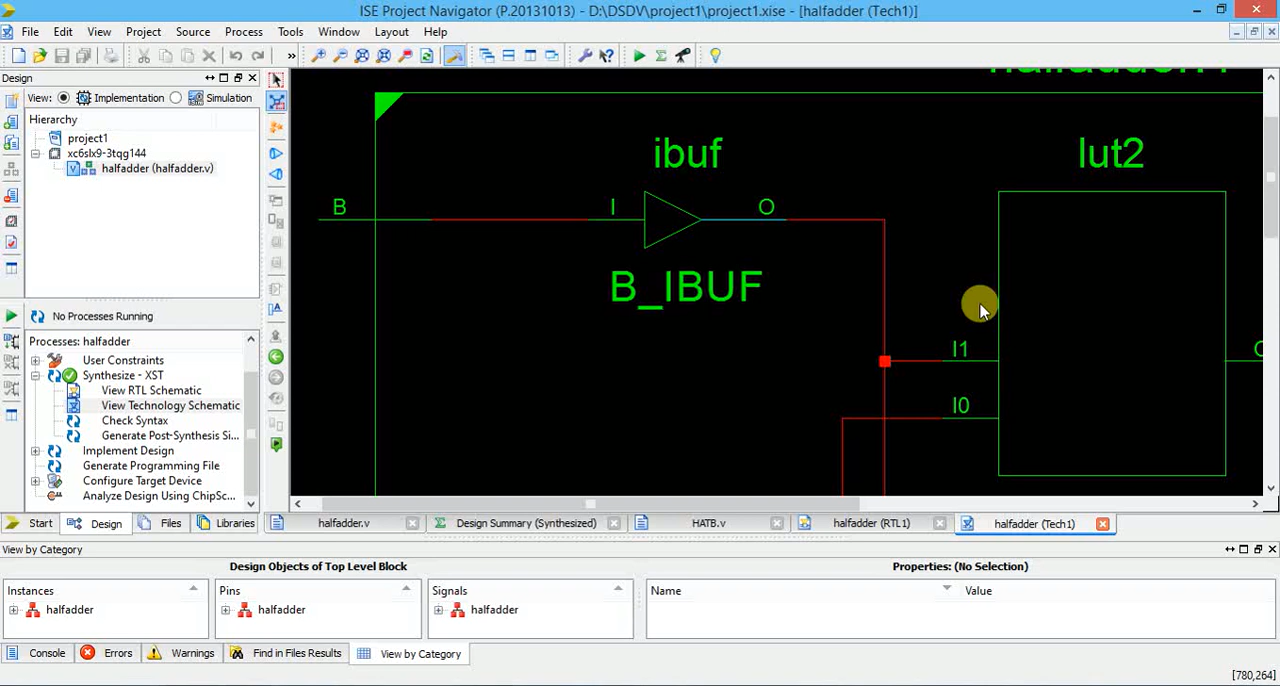 ISE Project Navigator (P.20131013) - D:\DSDV\project1\project1.xise - [halfadder (Tech1)]
File Edit View Project Source Process Tools Window Layout Help
»
Design
View: Implementation Simulation
Hierarchy
project1
xc6slx9-3tqg144
halfadder (halfadder.v)
No Processes Running
Processes: halfadder
User Constraints
Synthesize - XST
View RTL Schematic
View Technology Schematic
Check Syntax
Generate Post-Synthesis Si...
Implement Design
Generate Programming File
Configure Target Device
Analyze Design Using ChipSc...
Start Design Files Libraries
ibuf
lut2
B
I
O
B_IBUF
I1
O
I0
halfadder.v Design Summary (Synthesized) HATB.v halfadder (RTL1) halfadder (Tech1)
View by Category
Design Objects of Top Level Block
Properties: (No Selection)
Instances Pins Signals Name Value
halfadder halfadder halfadder
Console Errors Warnings Find in Files Results View by Category
[780,264]